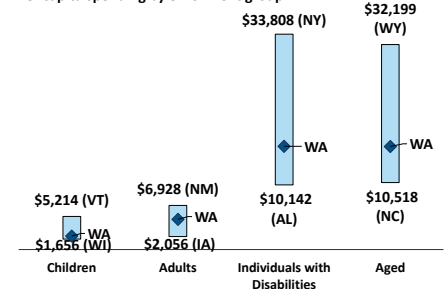 $33,808 (NY)
$32,199
(WY)
WA
WA
$5,214 (VT)
$6,928 (NM)
WA
WA
$1,656 (WI)
$2,056 (IA)
$10,142
(AL)
$10,518
(NC)
Children
Adults
Individuals with
Disabilities
Aged